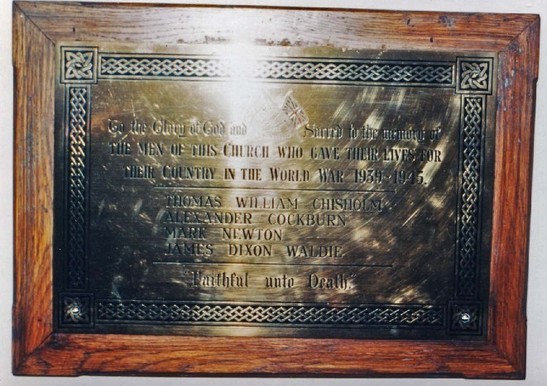 To the Glory of God and Sacred to the memory of
THE MEN OF THIS CHURCH WHO GAVE THEIR LIVES FOR
THEIR COUNTRY IN THE WORLD WAR 1939-1945.
THOMAS WILLIAM CHISHOLM
ALEXANDER COCKBURN
MARK NEWTON
JAMES DIXON WALDIE
Faithful unto Death.